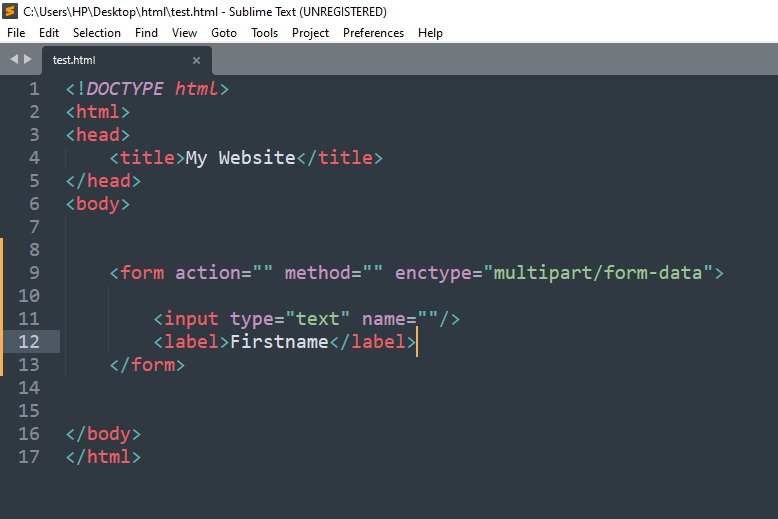 C:\Users\HP\Desktop\html\test.html - Sublime Text (UNREGISTERED)
File Edit Selection Find View Goto Tools Project Preferences Help
test.html ×
1 <!DOCTYPE html>
2 <html>
3 <head>
4 <title>My Website</title>
5 </head>
6 <body>
7
8
9 <form action="" method="" enctype="multipart/form-data">
10
11 <input type="text" name=""/>
12 <label>Firstname</label>
13 </form>
14
15
16 </body>
17 </html>